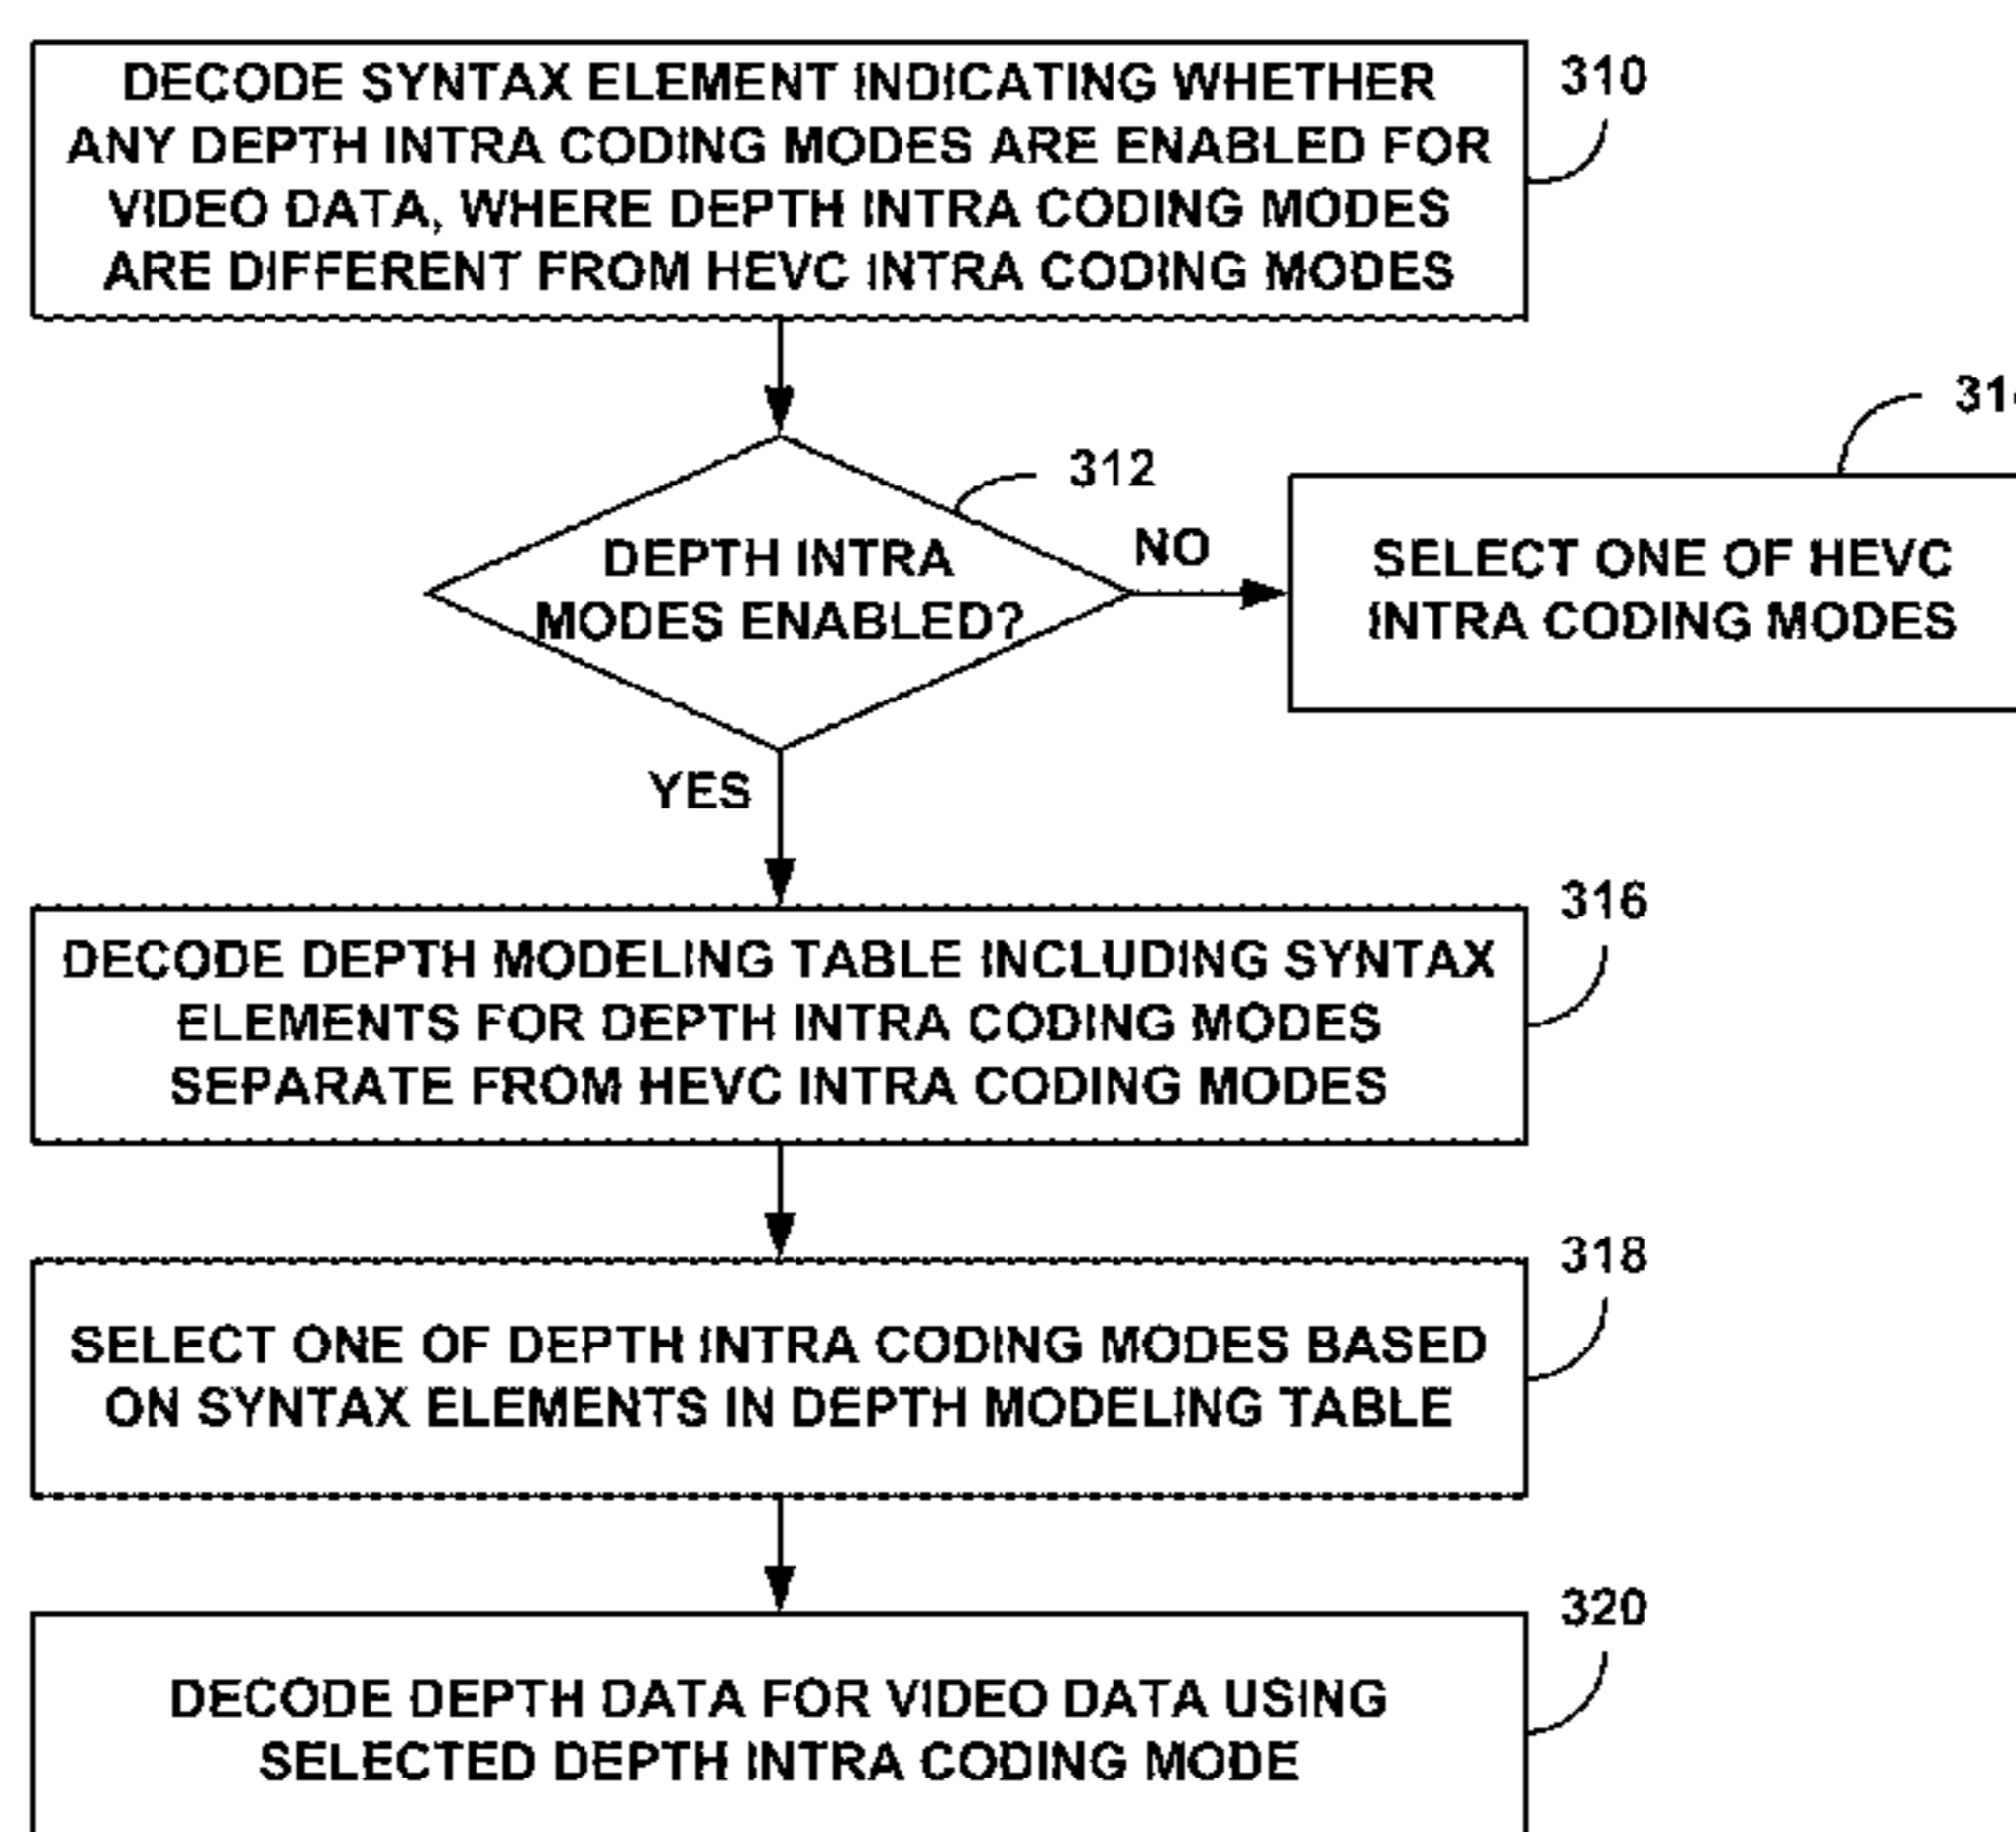 DECODE SYNTAX ELEMENT INDICATING WHETHER
ANY DEPTH INTRA CODING MODES ARE ENABLED FOR
VIDEO DATA, WHERE DEPTH INTRA CODING MODES
ARE DIFFERENT FROM HEVC INTRA CODING MODES
310
312
DEPTH INTRA
MODES ENABLED?
NO
SELECT ONE OF HEVC
INTRA CODING MODES
YES
DECODE DEPTH MODELING TABLE INCLUDING SYNTAX
ELEMENTS FOR DEPTH INTRA CODING MODES
SEPARATE FROM HEVC INTRA CODING MODES
316
SELECT ONE OF DEPTH INTRA CODING MODES BASED
ON SYNTAX ELEMENTS IN DEPTH MODELING TABLE
318
DECODE DEPTH DATA FOR VIDEO DATA USING
SELECTED DEPTH INTRA CODING MODE
320